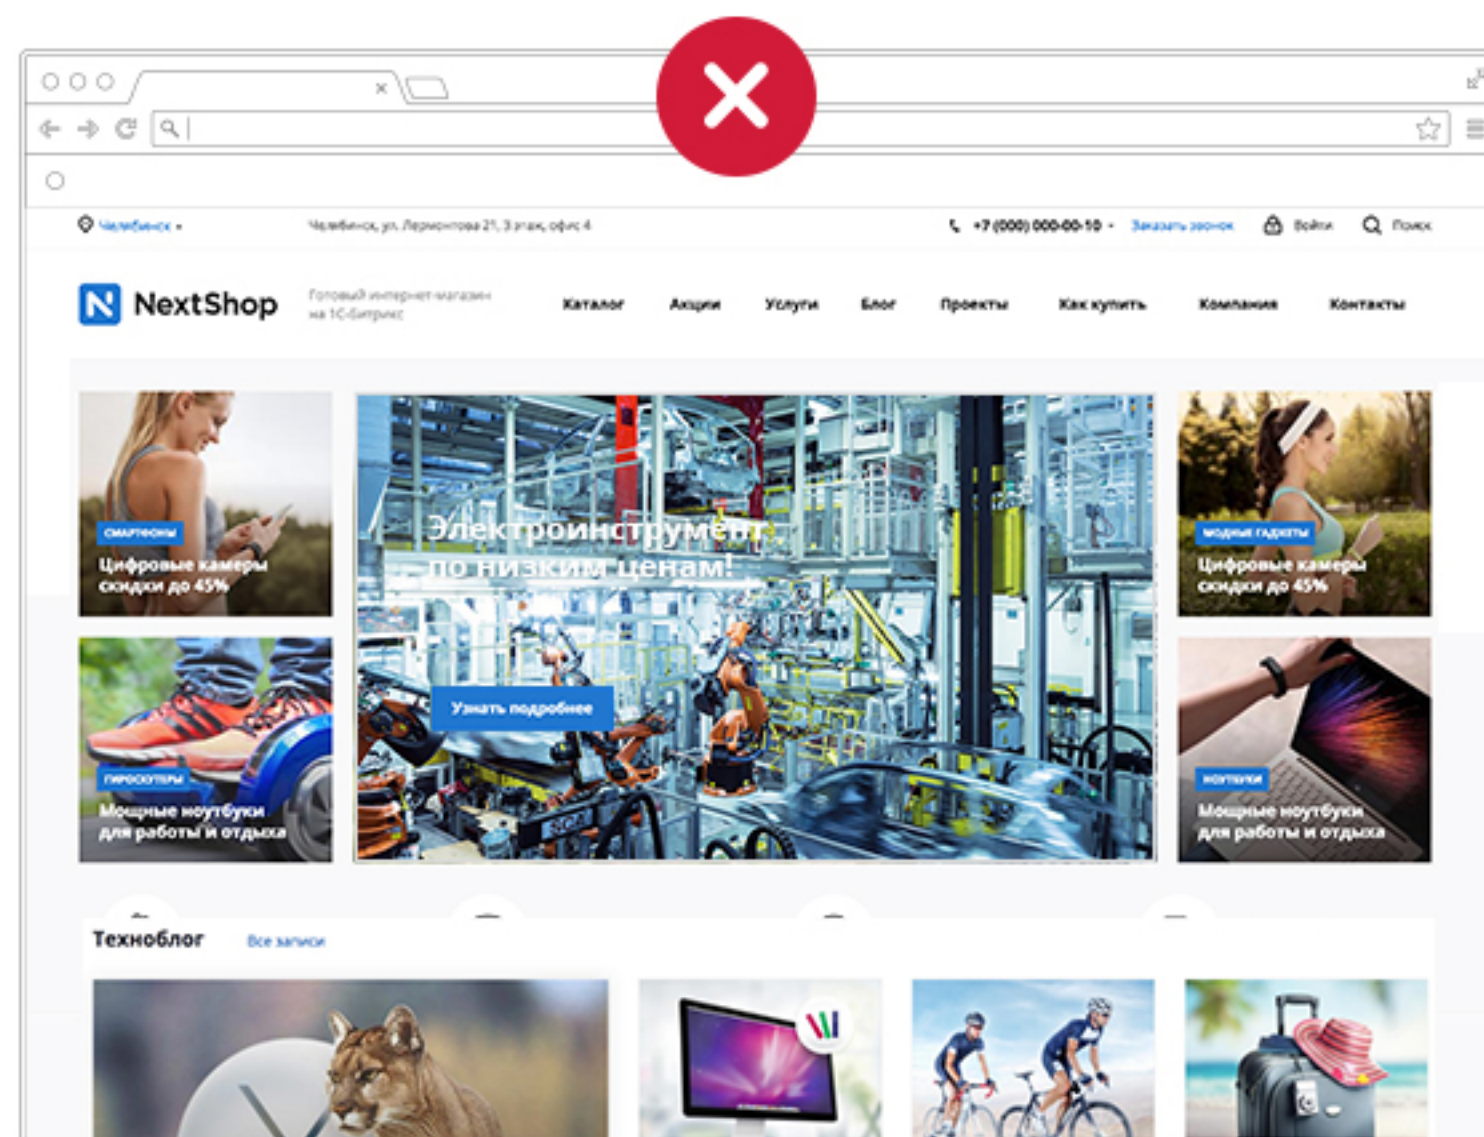 Челябинск
Челябинск, ул. Лермонтова 21, 3 этаж, офис 4
+7 (000) 000-00-10
Заказать звонок
Войти
Поиск
NextShop
Готовый интернет-магазин
на 1С-Битрикс
Каталог
Акции
Услуги
Блог
Проекты
Как купить
Компания
Контакты
СМАРТФОНЫ
Цифровые камеры
скидки до 45%
Электроинструмент
по низким ценам!
Узнать подробнее
МОДНЫЕ ГАДЖЕТЫ
Цифровые камеры
скидки до 45%
ГИРОСКУТЕРЫ
Мощные ноутбуки
для работы и отдыха
НОУТБУКИ
Мощные ноутбуки
для работы и отдыха
Техноблог
Все записи